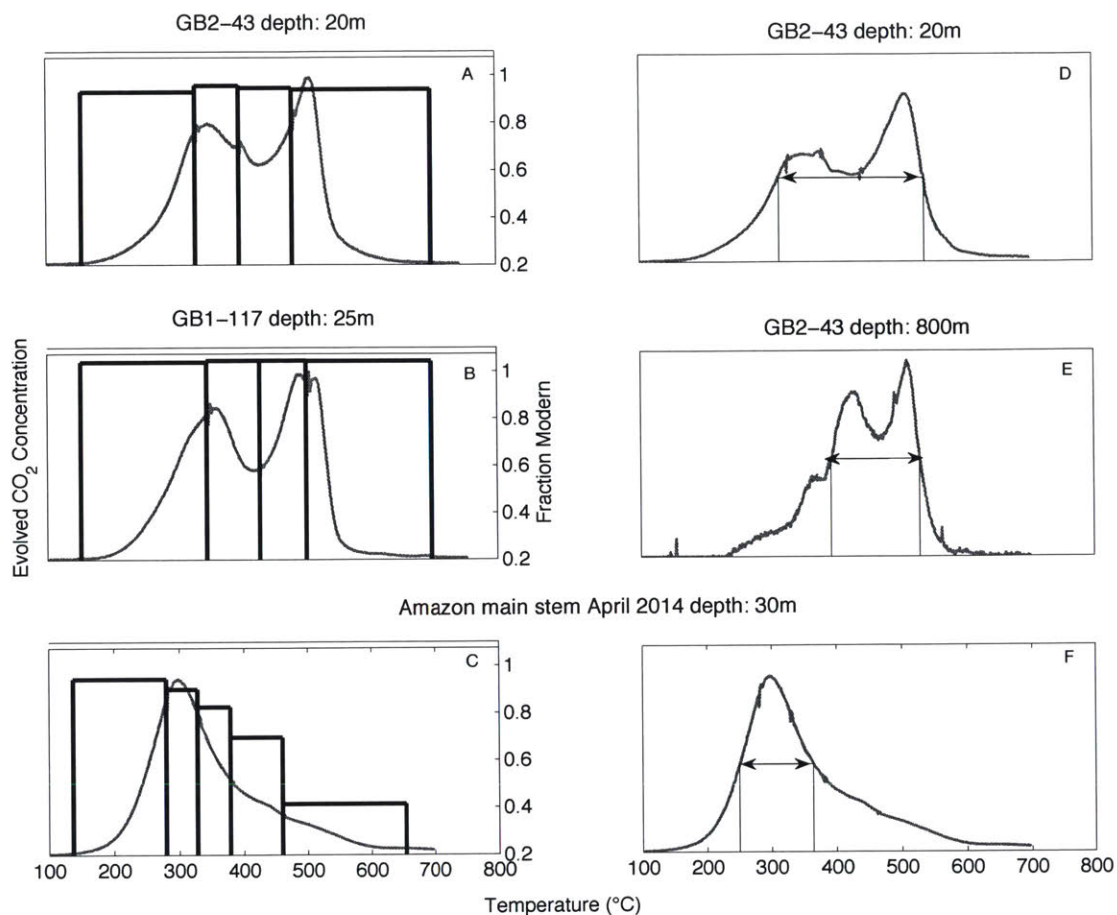 GB2−43 depth: 20m
A
1
0.8
0.6
0.4
0.2
GB2−43 depth: 20m
D
GB1−117 depth: 25m
B
1
0.8
0.6
0.4
0.2
GB2−43 depth: 800m
E
Evolved CO2 Concentration
Fraction Modern
Amazon main stem April 2014 depth: 30m
C
1
0.8
0.6
0.4
0.2
F
100 200 300 400 500 600 700 800
100 200 300 400 500 600 700 800
Temperature (°C)